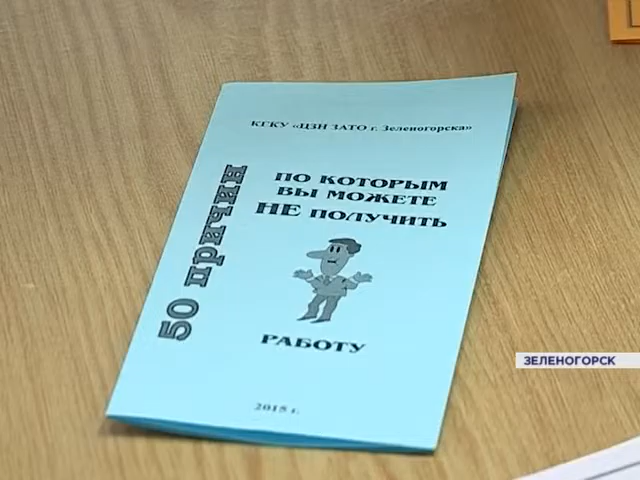 КГКУ «ЦЗН ЗАТО г. Зеленогорска»
50 причин
ПО КОТОРЫМ
ВЫ МОЖЕТЕ
НЕ ПОЛУЧИТЬ
РАБОТУ
2015 г.
ЗЕЛЕНОГОРСК